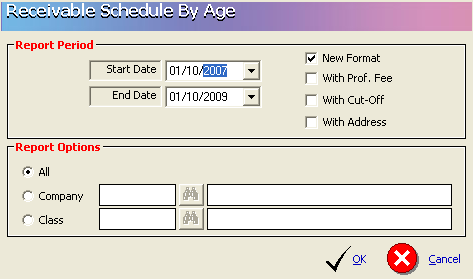 Receivable Schedule By Age
Report Period
Start Date 01/10/2007
End Date 01/10/2009
New Format
With Prof. Fee
With Cut-Off
With Address
Report Options
All
Company
Class
OK Cancel